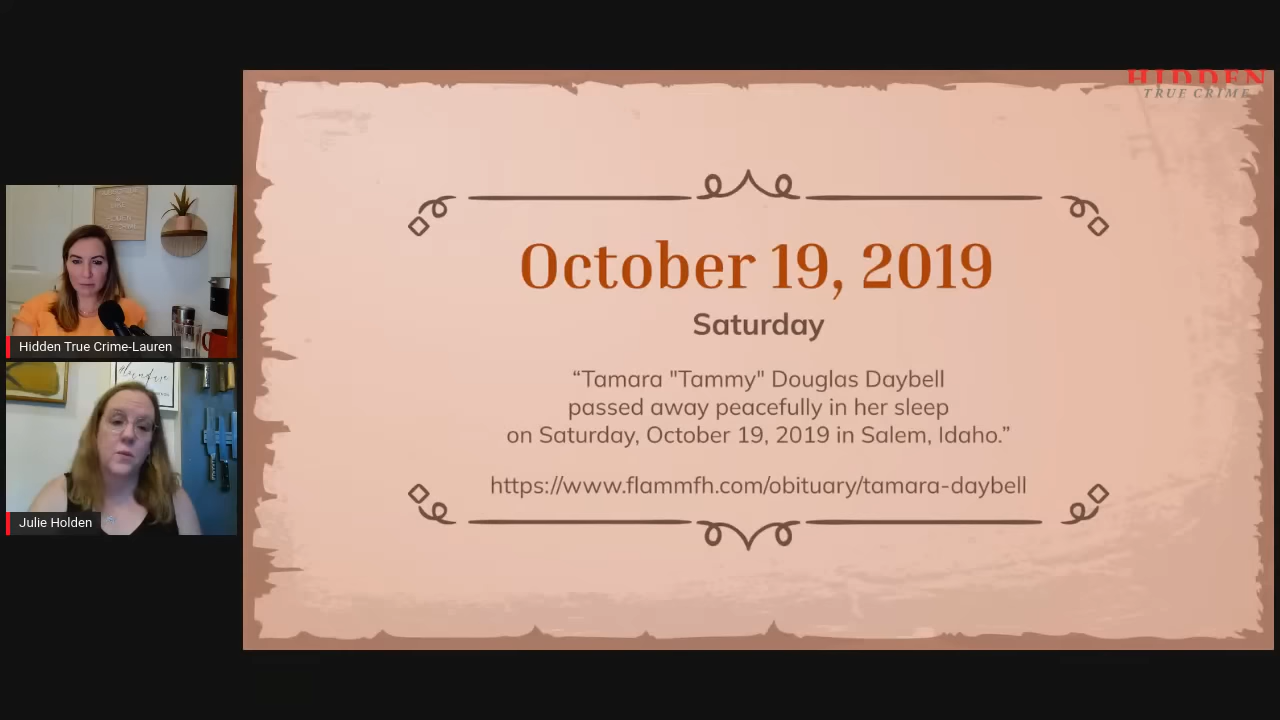 HIDDEN
TRUE CRIME
October 19, 2019
Saturday
“Tamara "Tammy" Douglas Daybell
passed away peacefully in her sleep
on Saturday, October 19, 2019 in Salem, Idaho.”
https://www.flammfh.com/obituary/tamara-daybell
Hidden True Crime-Lauren
Julie Holden